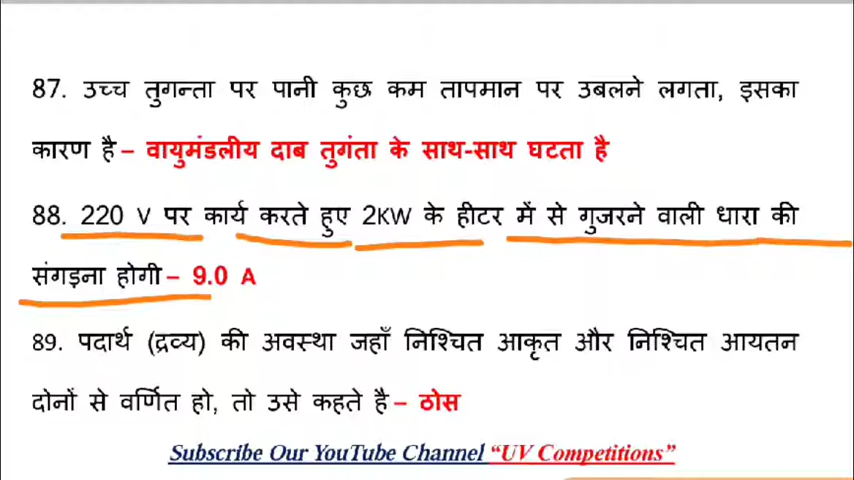 87. उच्च तुगन्ता पर पानी कुछ कम तापमान पर उबलने लगता, इसका
कारण है – वायुमंडलीय दाब तुगंता के साथ-साथ घटता है
88. 220 V पर कार्य करते हुए 2KW के हीटर में से गुजरने वाली धारा की
संगड़ना होगी – 9.0 A
89. पदार्थ (द्रव्य) की अवस्था जहाँ निश्चित आकृत और निश्चित आयतन
दोनों से वर्णित हो, तो उसे कहते है – ठोस
Subscribe Our YouTube Channel “UV Competitions”